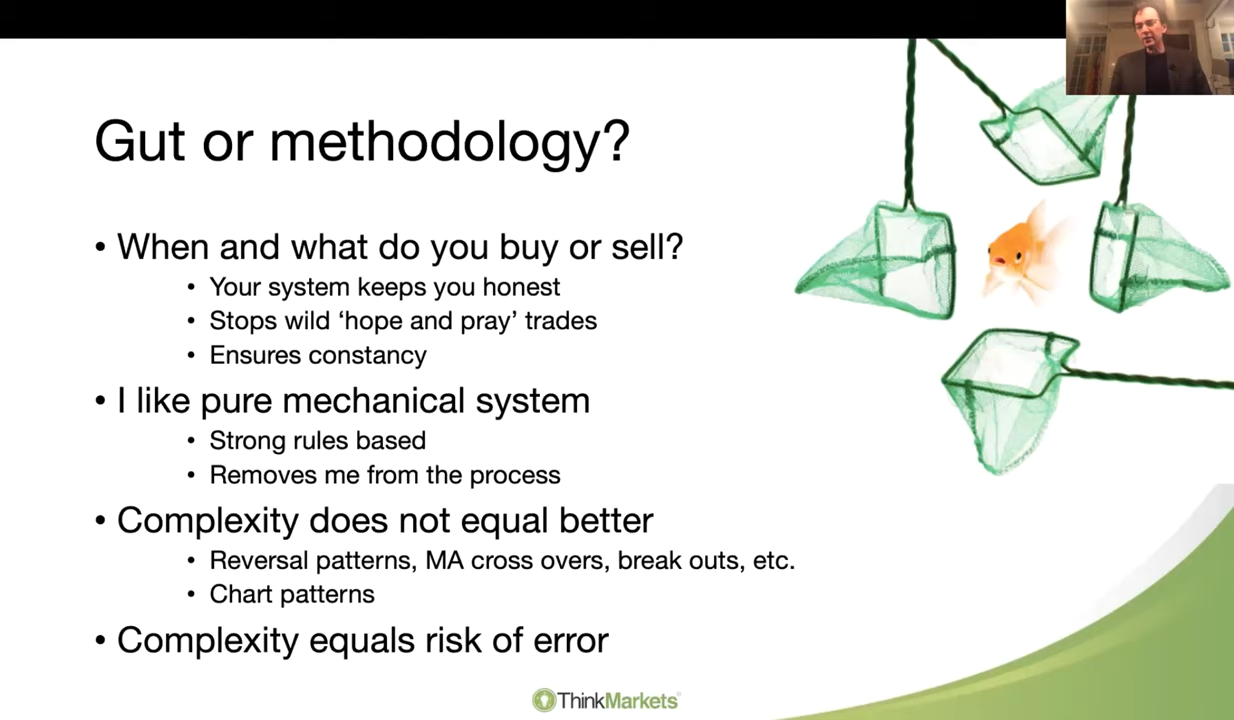 Gut or methodology?
• When and what do you buy or sell?
• Your system keeps you honest
• Stops wild ‘hope and pray’ trades
• Ensures constancy
• I like pure mechanical system
• Strong rules based
• Removes me from the process
• Complexity does not equal better
• Reversal patterns, MA cross overs, break outs, etc.
• Chart patterns
• Complexity equals risk of error
ThinkMarkets